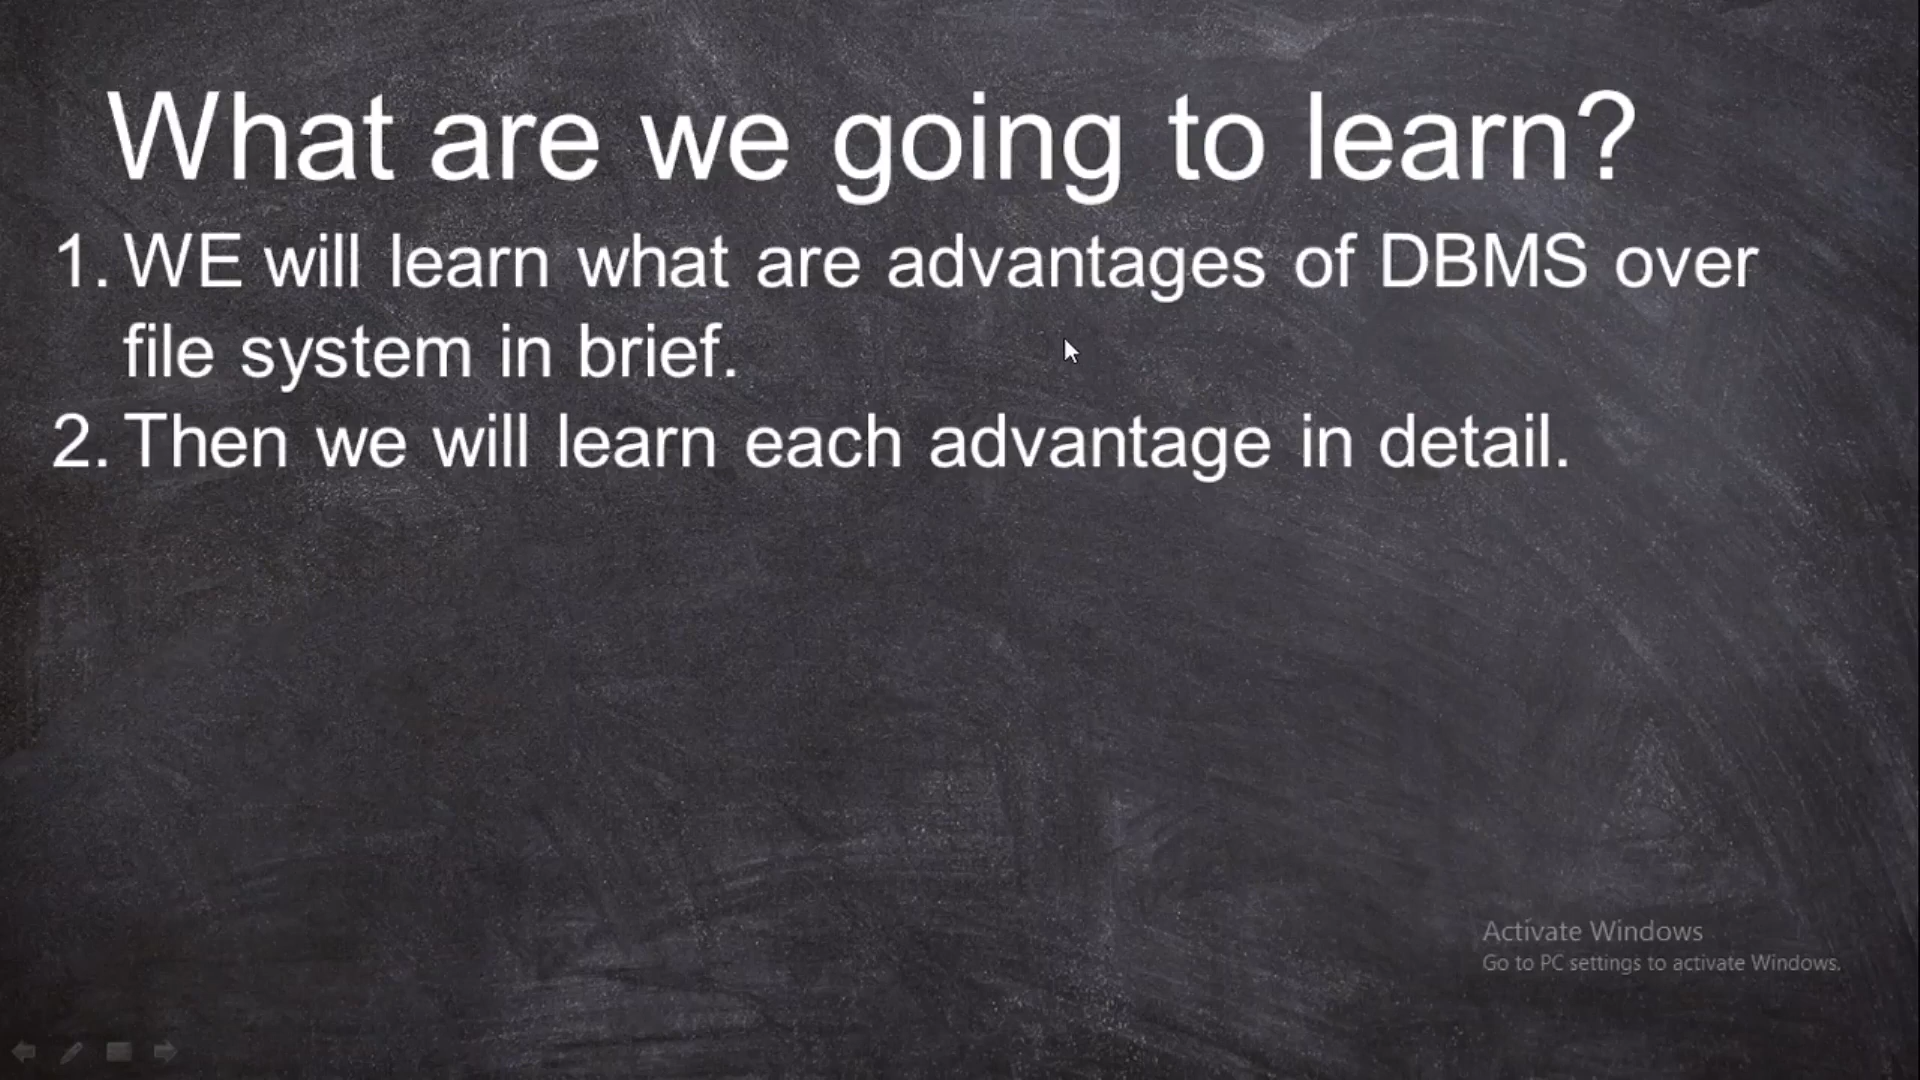 What are we going to learn?
1. WE will learn what are advantages of DBMS over
file system in brief.
2. Then we will learn each advantage in detail.
Activate Windows
Go to PC settings to activate Windows.